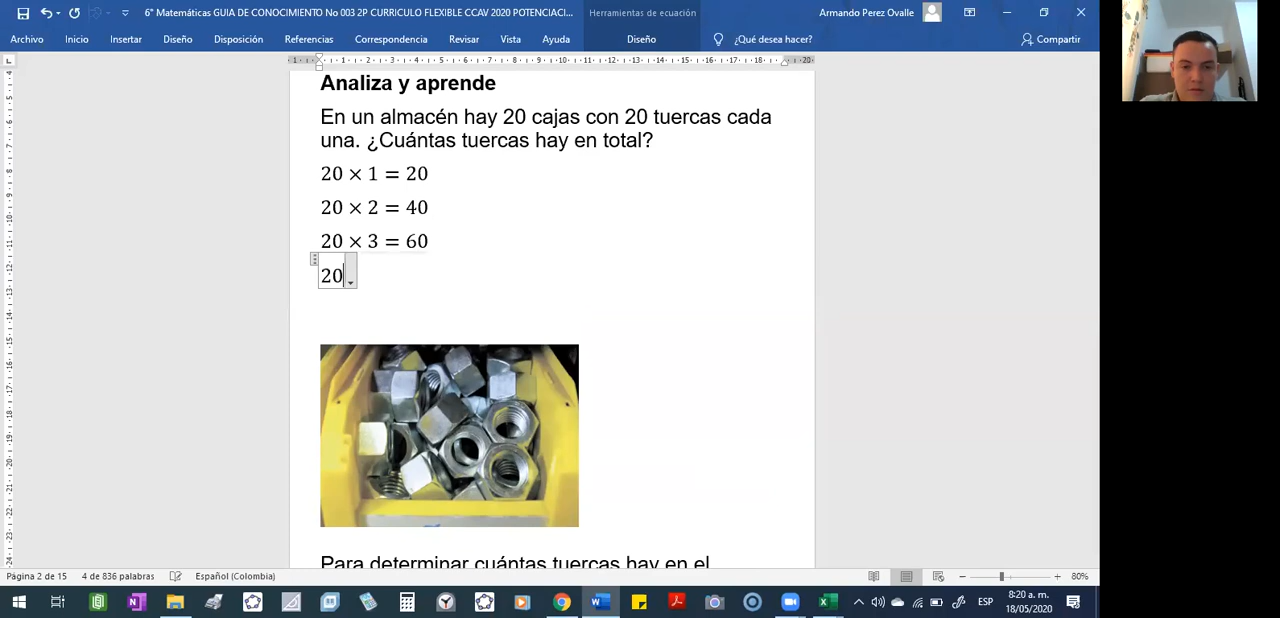 6° Matemáticas GUIA DE CONOCIMIENTO No 003 2P CURRICULO FLEXIBLE CCAV 2020 POTENCIACI...
Herramientas de ecuación
Armando Perez Ovalle
Archivo Inicio Insertar Diseño Disposición Referencias Correspondencia Revisar Vista Ayuda Diseño ¿Qué desea hacer? Compartir
Analiza y aprende
En un almacén hay 20 cajas con 20 tuercas cada
una. ¿Cuántas tuercas hay en total?
20 × 1 = 20
20 × 2 = 40
20 × 3 = 60
20
Para determinar cuántas tuercas hay en el
Página 2 de 15 4 de 836 palabras Español (Colombia) 80%
ESP
8:20 a. m.
18/05/2020